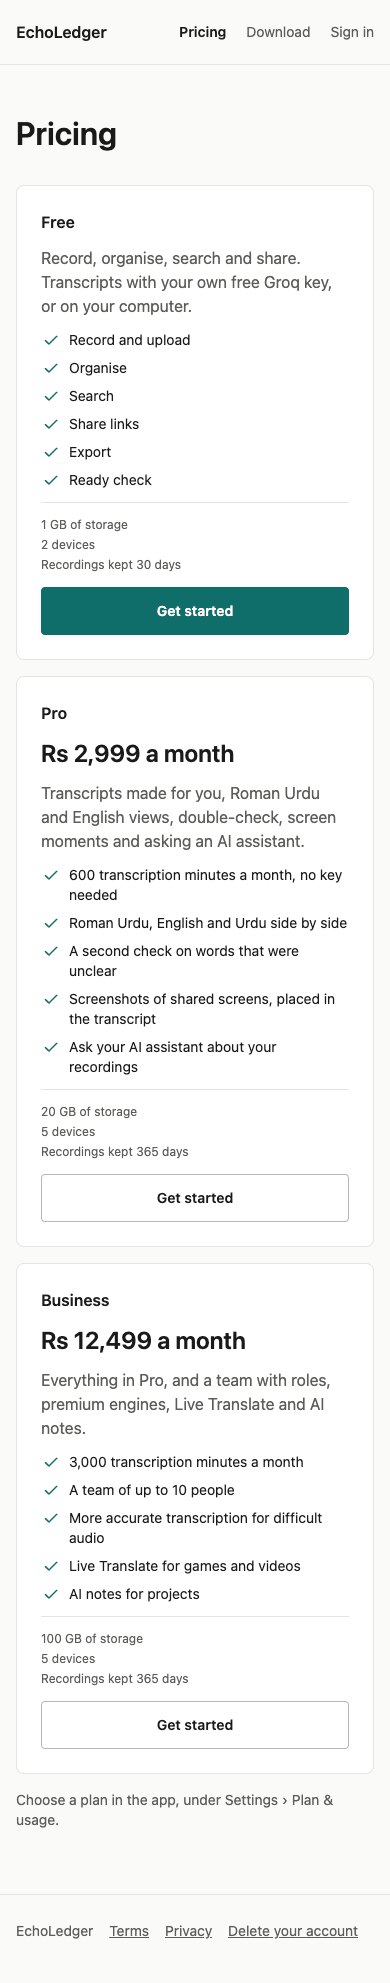 EchoLedger Pricing Download Sign in
Pricing
Free
Record, organise, search and share.
Transcripts with your own free Groq key,
or on your computer.
Record and upload
Organise
Search
Share links
Export
Ready check
1 GB of storage
2 devices
Recordings kept 30 days
Get started
Pro
Rs 2,999 a month
Transcripts made for you, Roman Urdu
and English views, double-check, screen
moments and asking an AI assistant.
600 transcription minutes a month, no key
needed
Roman Urdu, English and Urdu side by side
A second check on words that were
unclear
Screenshots of shared screens, placed in
the transcript
Ask your AI assistant about your
recordings
20 GB of storage
5 devices
Recordings kept 365 days
Get started
Business
Rs 12,499 a month
Everything in Pro, and a team with roles,
premium engines, Live Translate and AI
notes.
3,000 transcription minutes a month
A team of up to 10 people
More accurate transcription for difficult
audio
Live Translate for games and videos
AI notes for projects
100 GB of storage
5 devices
Recordings kept 365 days
Get started
Choose a plan in the app, under Settings › Plan &
usage.
EchoLedger Terms Privacy Delete your account